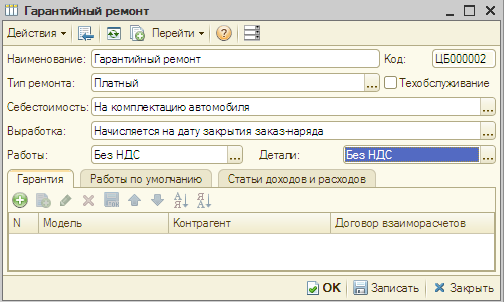 Гарантийный ремонт
Действия Перейти
Наименование: Гарантийный ремонт Код: ЦБ000002
Тип ремонта: Платный ... Техобслуживание
Себестоимость: На комплектацию автомобиля ...
Выработка: Начисляется на дату закрытия заказ-наряда ...
Работы: Без НДС ... Детали: Без НДС ...
Гарантия Работы по умолчанию Статьи доходов и расходов
N Модель Контрагент Договор взаиморасчетов
OK Записать Закрыть